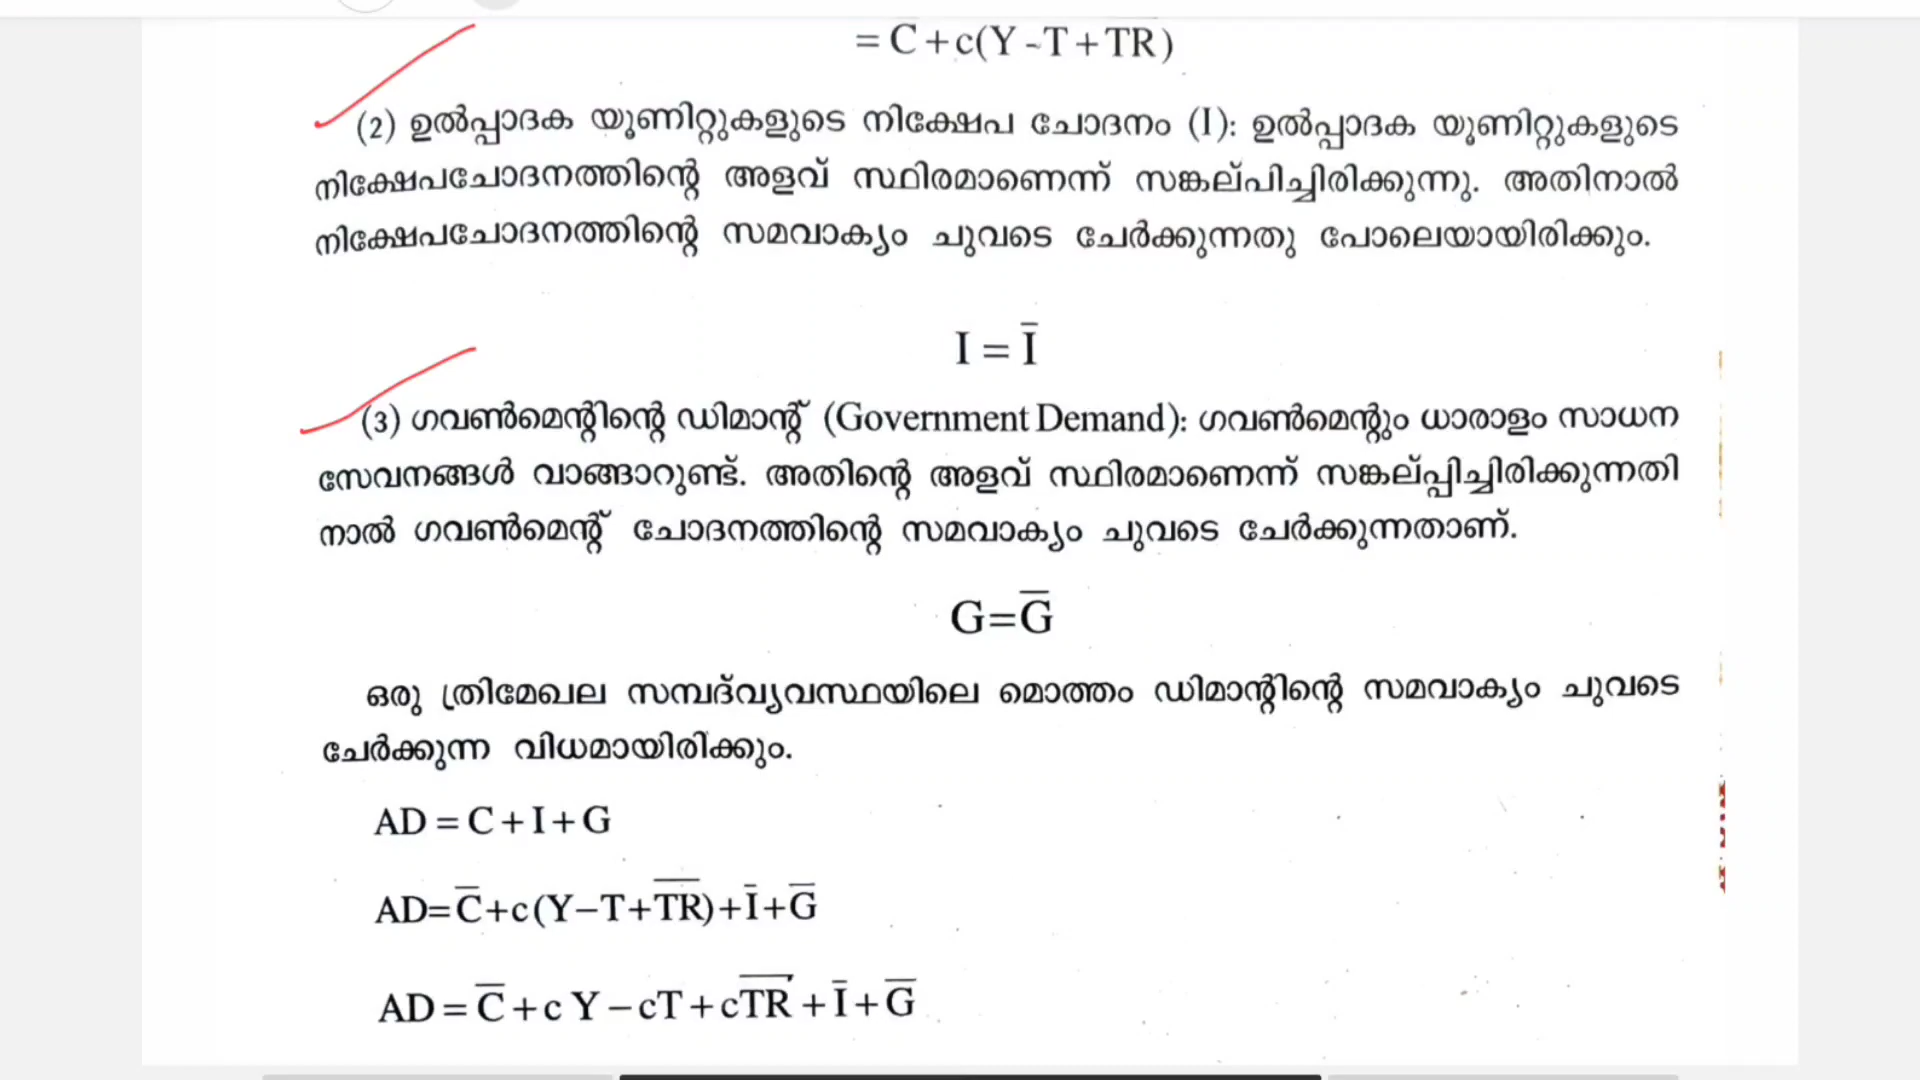 = C + c(Y - T + TR)
(2) ഉൽപ്പാദക യൂണിറ്റുകളുടെ നിക്ഷേപ ചോദനം (I): ഉൽപ്പാദക യൂണിറ്റുകളുടെ
നിക്ഷേപചോദനത്തിന്റെ അളവ് സ്ഥിരമാണെന്ന് സങ്കല്പിച്ചിരിക്കുന്നു. അതിനാൽ
നിക്ഷേപചോദനത്തിന്റെ സമവാക്യം ചുവടെ ചേർക്കുന്നതു പോലെയായിരിക്കും.
I = I̅
(3) ഗവൺമെന്റിന്റെ ഡിമാന്റ് (Government Demand): ഗവൺമെന്റും ധാരാളം സാധന
സേവനങ്ങൾ വാങ്ങാറുണ്ട്. അതിന്റെ അളവ് സ്ഥിരമാണെന്ന് സങ്കല്പ്പിച്ചിരിക്കുന്നതി
നാൽ ഗവൺമെന്റ് ചോദനത്തിന്റെ സമവാക്യം ചുവടെ ചേർക്കുന്നതാണ്.
G=G̅
ഒരു ത്രിമേഖല സമ്പദ്‌വ്യവസ്ഥയിലെ മൊത്തം ഡിമാന്റിന്റെ സമവാക്യം ചുവടെ
ചേർക്കുന്ന വിധമായിരിക്കും.
AD = C + I + G
AD=C̅+c(Y−T+T̅R̅)+I̅+G̅
AD = C̅ + c Y − cT + cT̅R̅ + I̅ + G̅